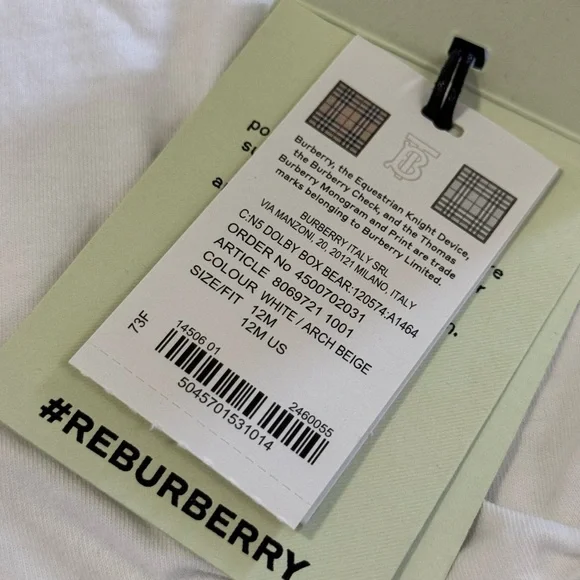 Burberry, the Equestrian Knight Device,
the Burberry Check, and the Thomas
Burberry Monogram and Print are trade
marks belonging to Burberry Limited.
BURBERRY ITALY SRL
VIA MANZONI, 20, 20121 MILANO, ITALY
C:N5 DOLBY BOX BEAR:120574:A1464
ORDER No 4500702031
ARTICLE 8069721 1001
COLOUR WHITE / ARCH BEIGE
SIZE/FIT 12M
12M US
73F
14506 01
2460055
5045701531014
#REBURBERRY